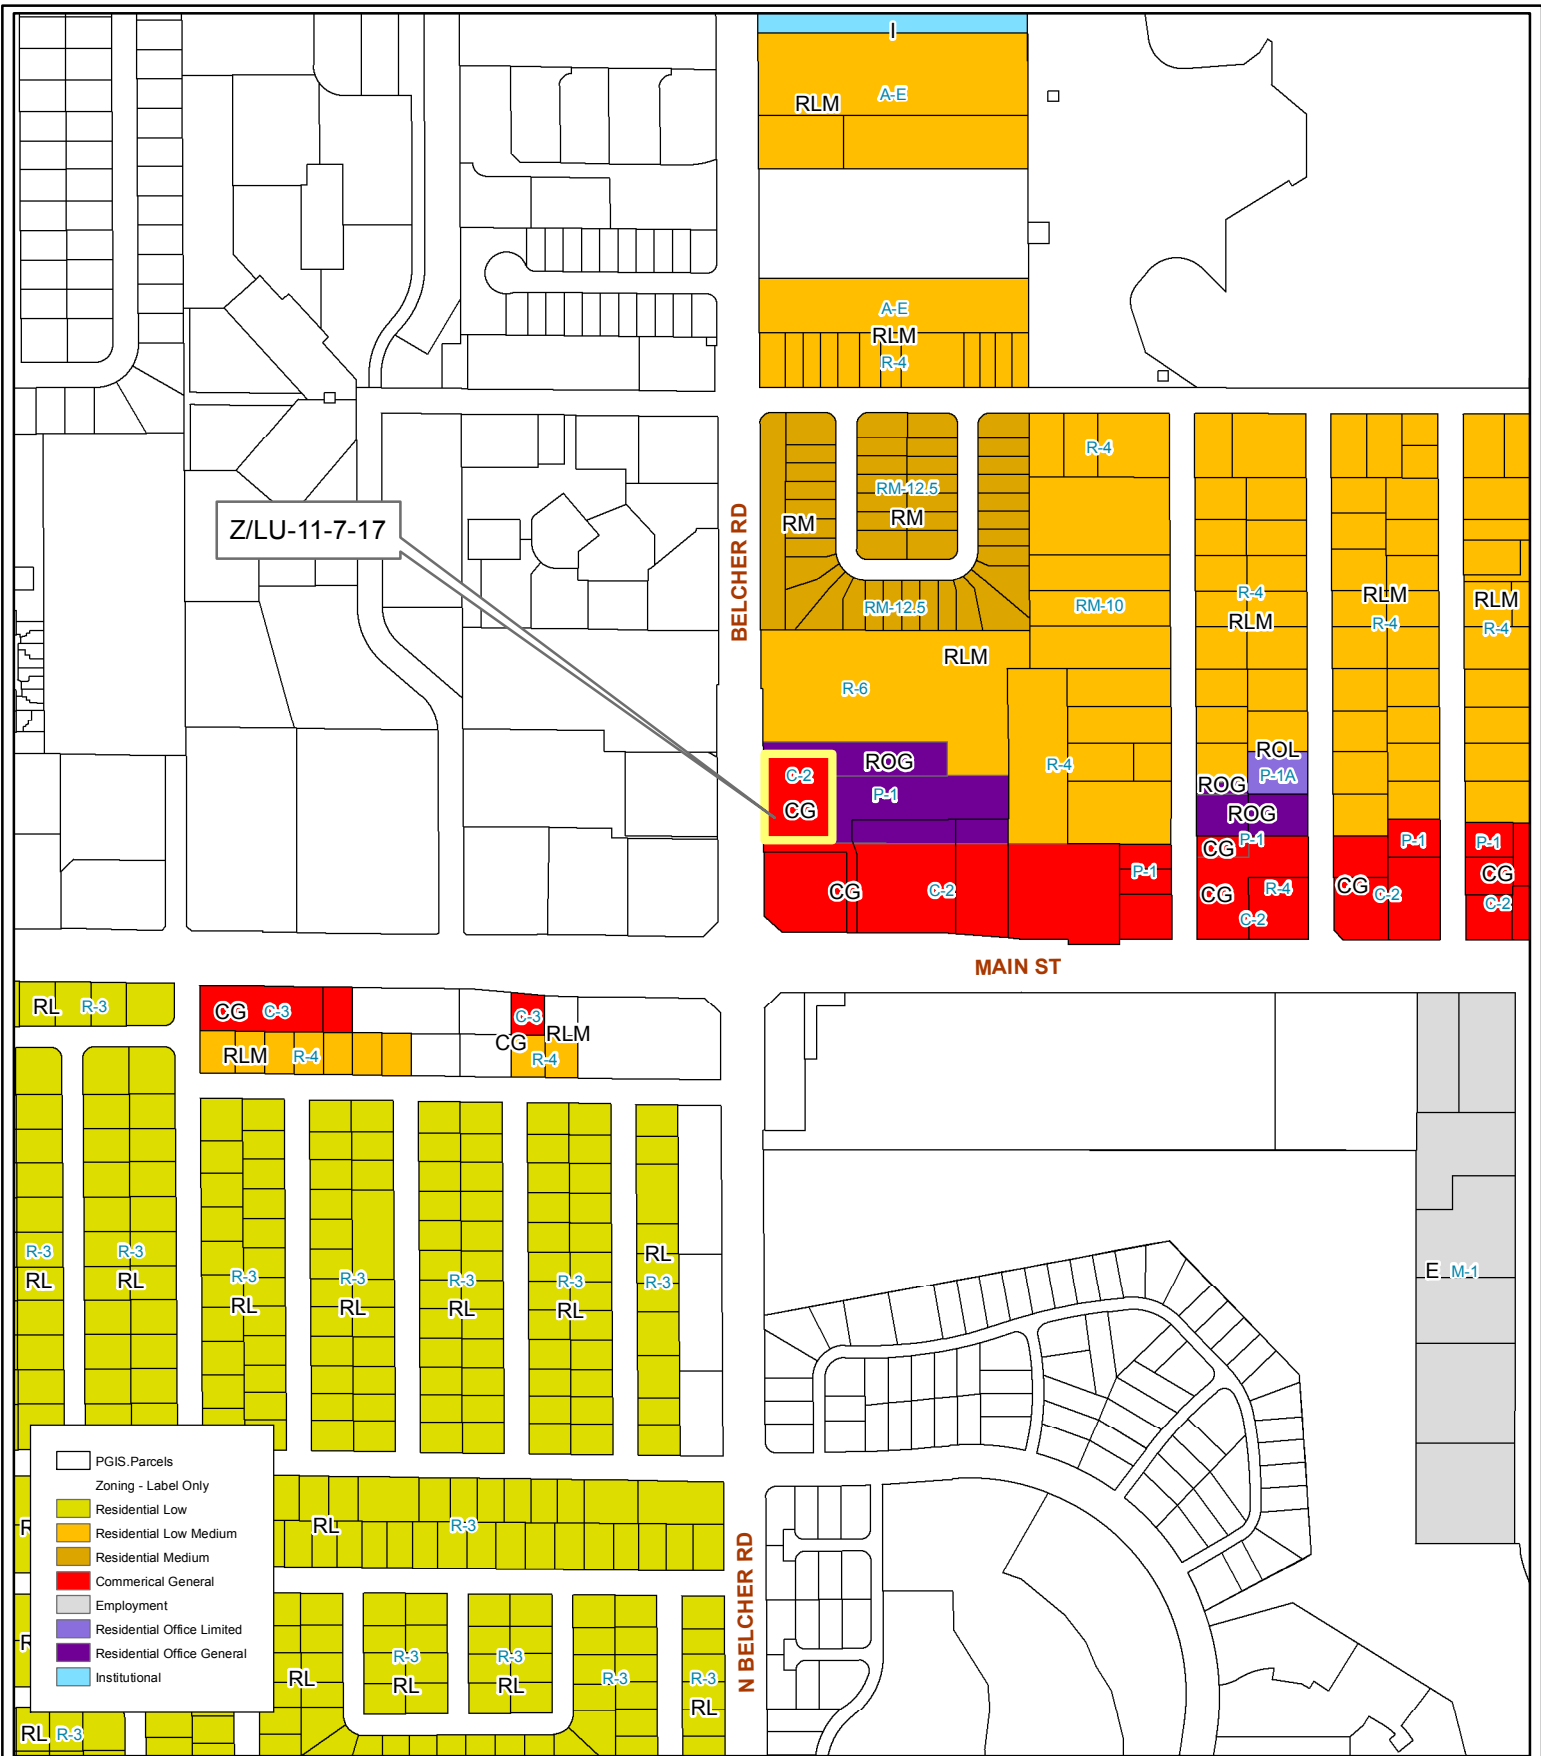 I
A-E
RLM
A-E
RLM
R-4
R-4
RM-12.5
RM
RM
Z/LU-11-7-17
BELCHER RD
RM-12.5
RM-10
R-4
RLM
RLM
R-4
RLM
R-4
RLM
R-6
ROG
C-2
CG
P-1
R-4
ROL
P-1A
ROG
ROG
P-1
CG
P-1
P-1
CG
C-2
P-1
CG
R-4
C-2
CG
C-2
CG
C-2
MAIN ST
RL R-3
CG C-3
C-3
RLM
CG
RLM R-4
R-4
R-3
RL
R-3
RL
R-3
RL
R-3
RL
R-3
RL
R-3
RL
RL
R-3
E M-1
PGIS.Parcels
Zoning - Label Only
Residential Low
Residential Low Medium
Residential Medium
Commerical General
Employment
Residential Office Limited
Residential Office General
Institutional
RL
R-3
N BELCHER RD
RL
R-3
RL
R-3
RL
R-3
R-3
RL
RL R-3